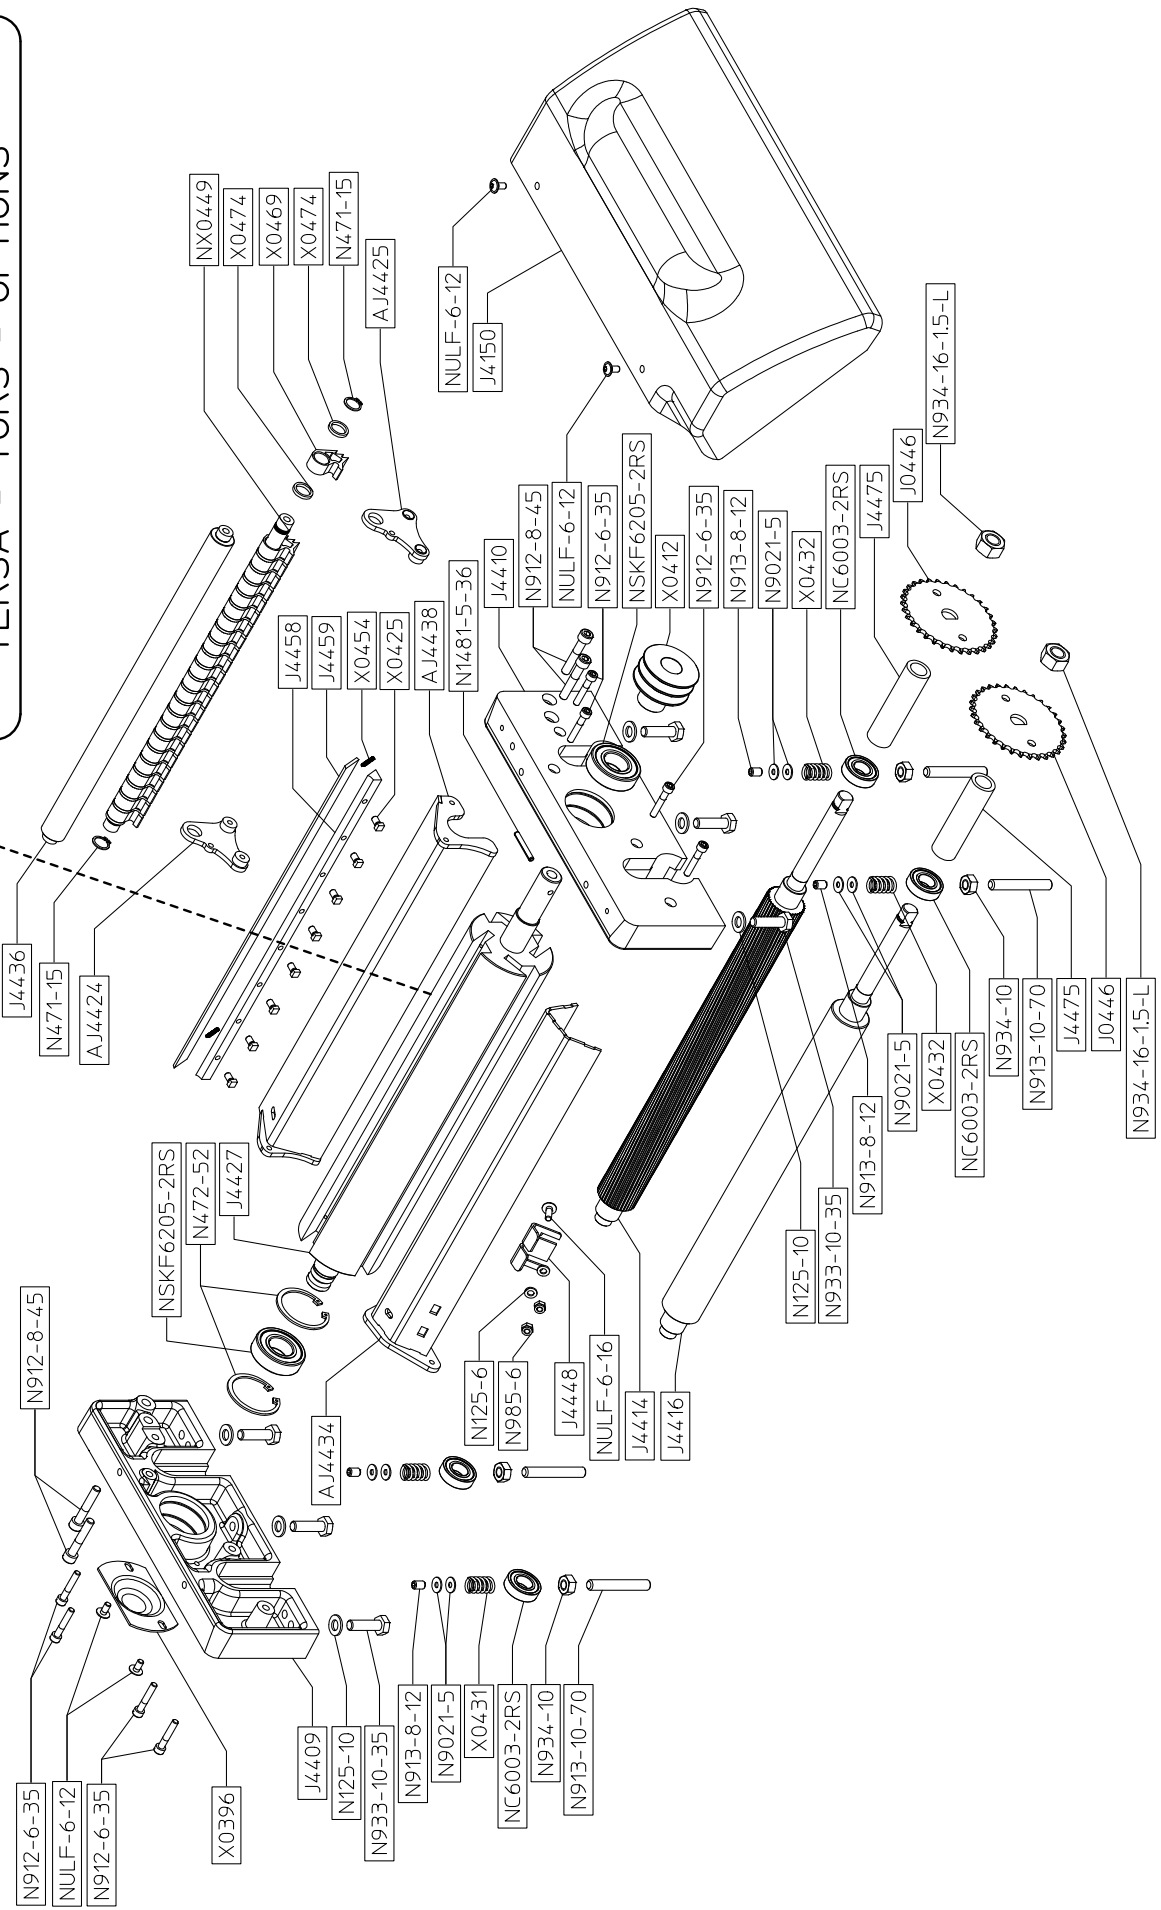 TERSA - TORS - OPTIONS
J4436
N471-15
AJ4424
NX0449
X0474
X0469
X0474
N471-15
AJ4425
NULF-6-12
J4150
J4458
J4459
X0454
X0425
AJ4438
N1481-5-36
J4410
N912-8-45
NULF-6-12
N912-6-35
NSKF6205-2RS
X0412
N912-6-35
N913-8-12
N9021-5
X0432
NC6003-2RS
J4475
J0446
N934-16-1.5-L
N912-8-45
NSKF6205-2RS
N472-52
J4427
AJ4434
N125-6
N985-6
J4448
NULF-6-16
J4414
J4416
N125-10
N933-10-35
N913-8-12
N9021-5
X0432
NC6003-2RS
N934-10
N913-10-70
J4475
J0446
N934-16-1.5-L
N912-6-35
NULF-6-12
N912-6-35
X0396
J4409
N125-10
N933-10-35
N913-8-12
N9021-5
X0431
NC6003-2RS
N934-10
N913-10-70